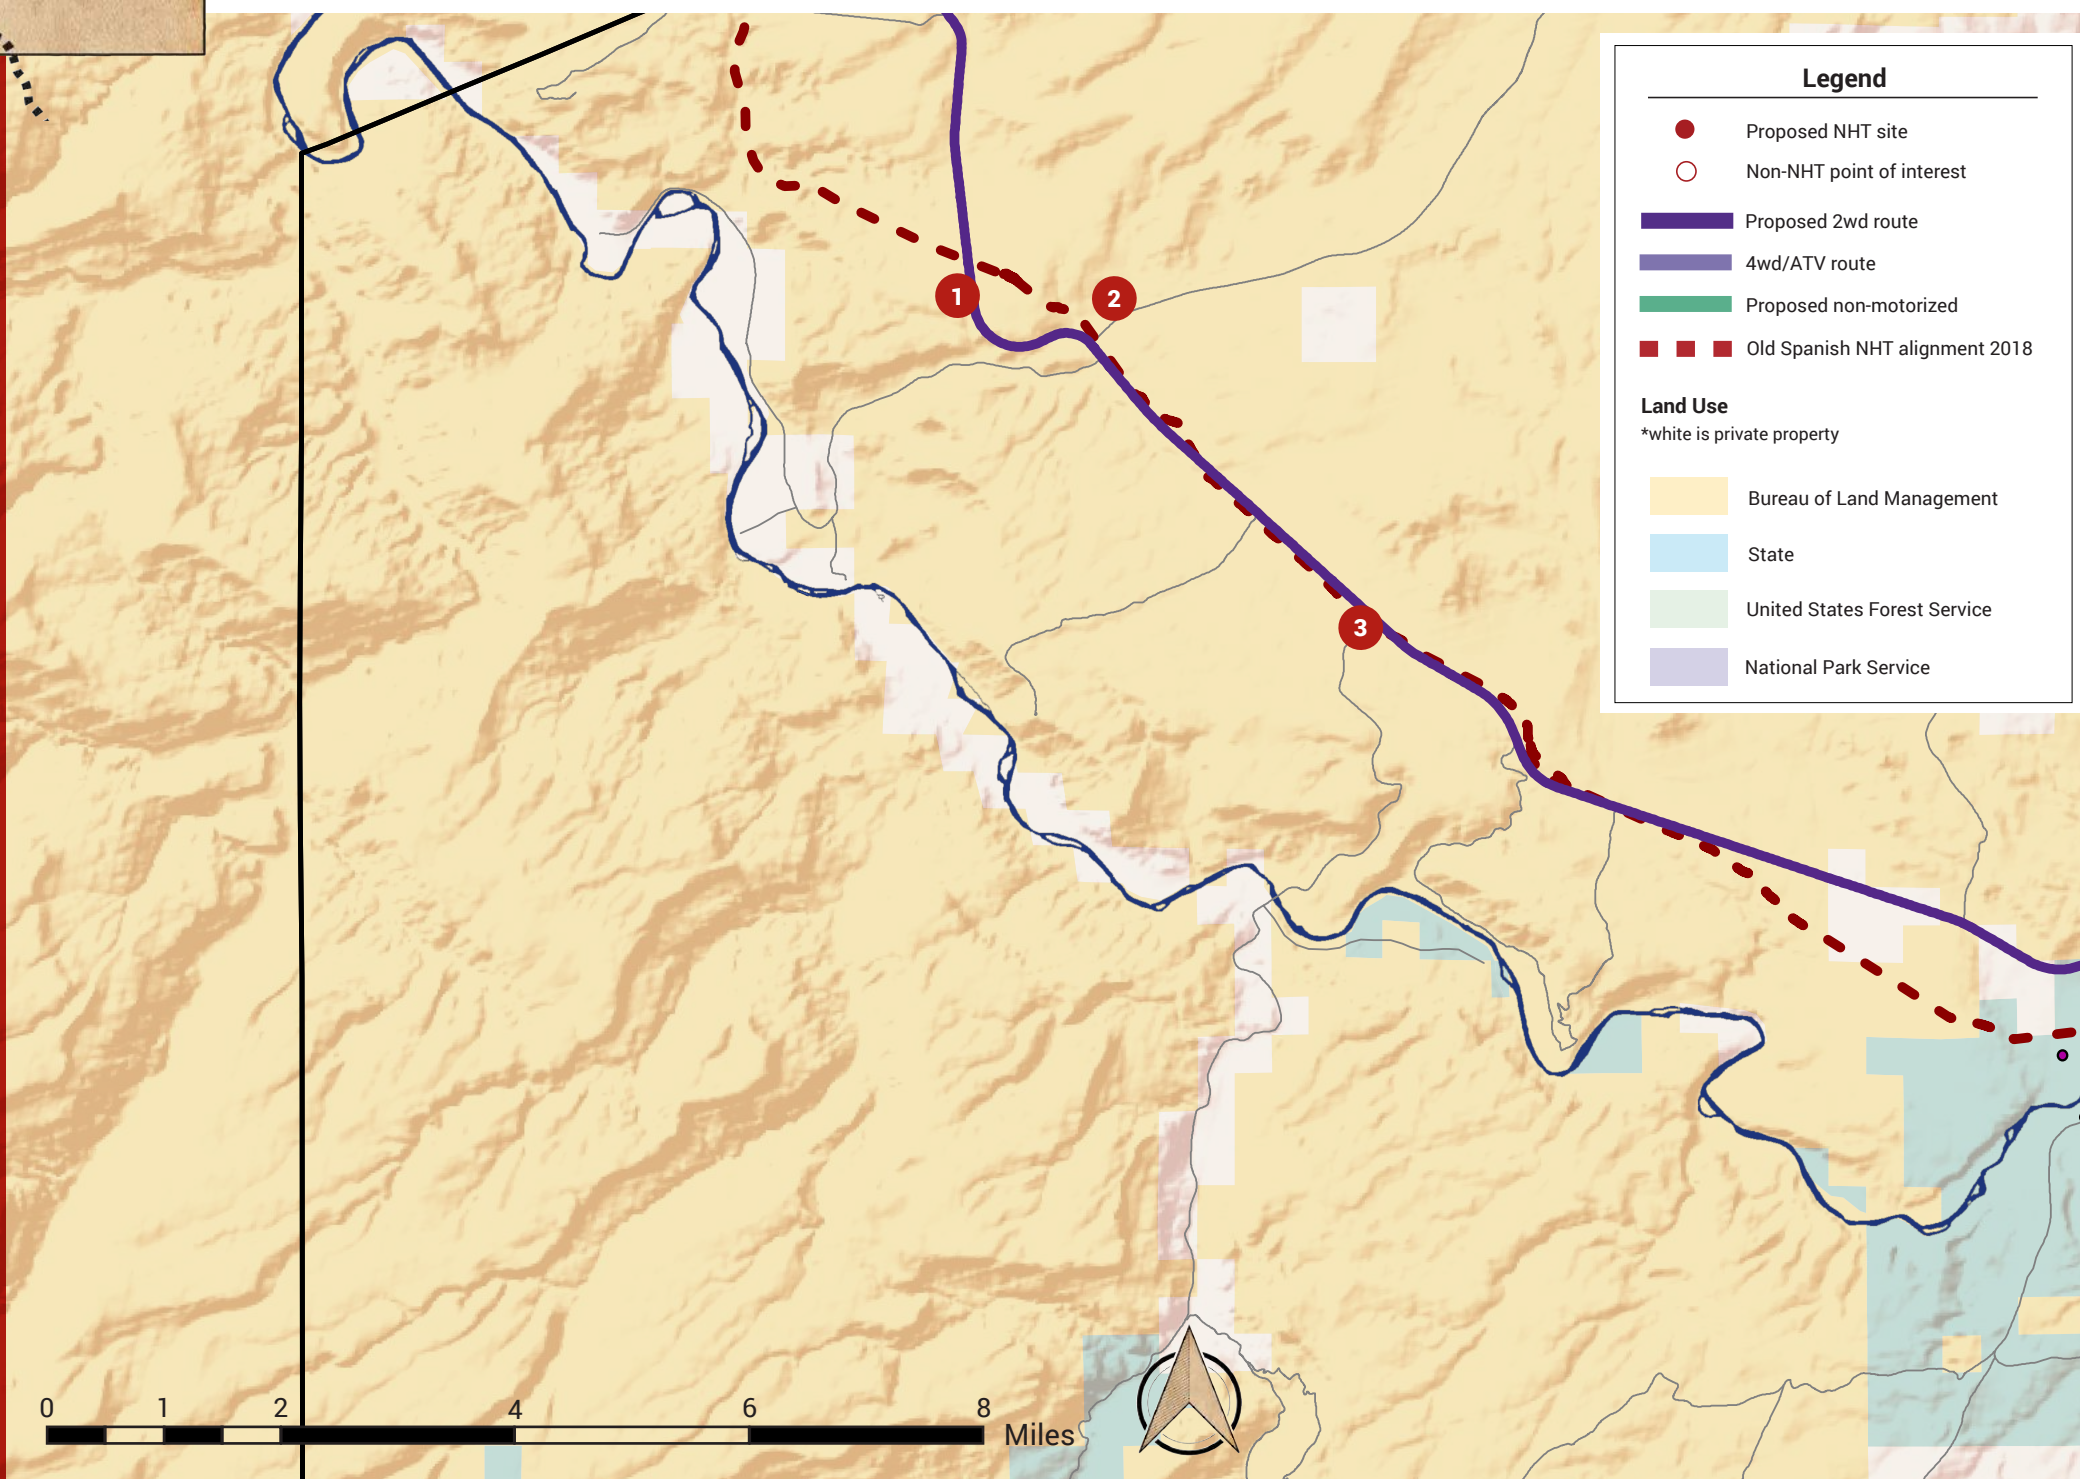 Legend
Proposed NHT site
Non-NHT point of interest
Proposed 2wd route
4wd/ATV route
Proposed non-motorized
Old Spanish NHT alignment 2018
Land Use
*white is private property
Bureau of Land Management
State
United States Forest Service
National Park Service
1
2
3
0 1 2 4 6 8
Miles